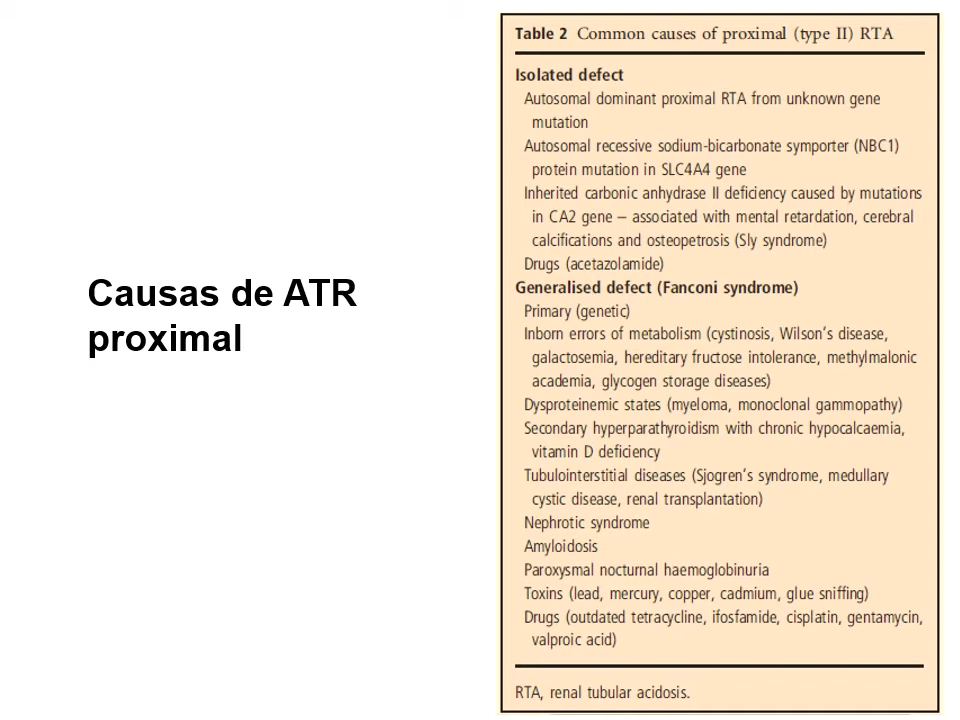 Causas de ATR
proximal
Table 2 Common causes of proximal (type II) RTA
Isolated defect
Autosomal dominant proximal RTA from unknown gene
mutation
Autosomal recessive sodium-bicarbonate symporter (NBC1)
protein mutation in SLC4A4 gene
Inherited carbonic anhydrase II deficiency caused by mutations
in CA2 gene – associated with mental retardation, cerebral
calcifications and osteopetrosis (Sly syndrome)
Drugs (acetazolamide)
Generalised defect (Fanconi syndrome)
Primary (genetic)
Inborn errors of metabolism (cystinosis, Wilson's disease,
galactosemia, hereditary fructose intolerance, methylmalonic
academia, glycogen storage diseases)
Dysproteinemic states (myeloma, monoclonal gammopathy)
Secondary hyperparathyroidism with chronic hypocalcaemia,
vitamin D deficiency
Tubulointerstitial diseases (Sjogren's syndrome, medullary
cystic disease, renal transplantation)
Nephrotic syndrome
Amyloidosis
Paroxysmal nocturnal haemoglobinuria
Toxins (lead, mercury, copper, cadmium, glue sniffing)
Drugs (outdated tetracycline, ifosfamide, cisplatin, gentamycin,
valproic acid)
RTA, renal tubular acidosis.